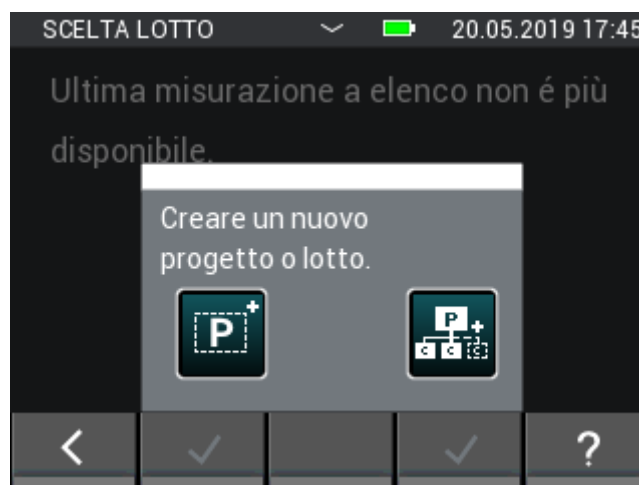 SCELTA LOTTO 20.05.2019 17:45
Ultima misurazione a elenco non é più
disponibile.
Creare un nuovo
progetto o lotto.
P+ P+
c c c
?